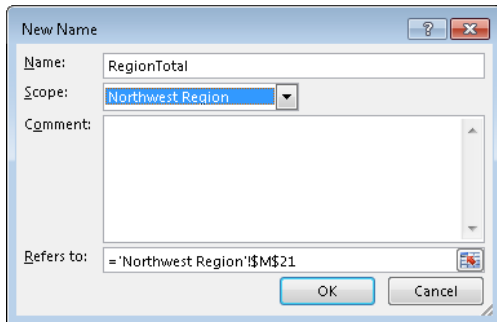 New Name
Name: RegionTotal
Scope: Northwest Region
Comment:
Refers to: ='Northwest Region'!$M$21
OK Cancel